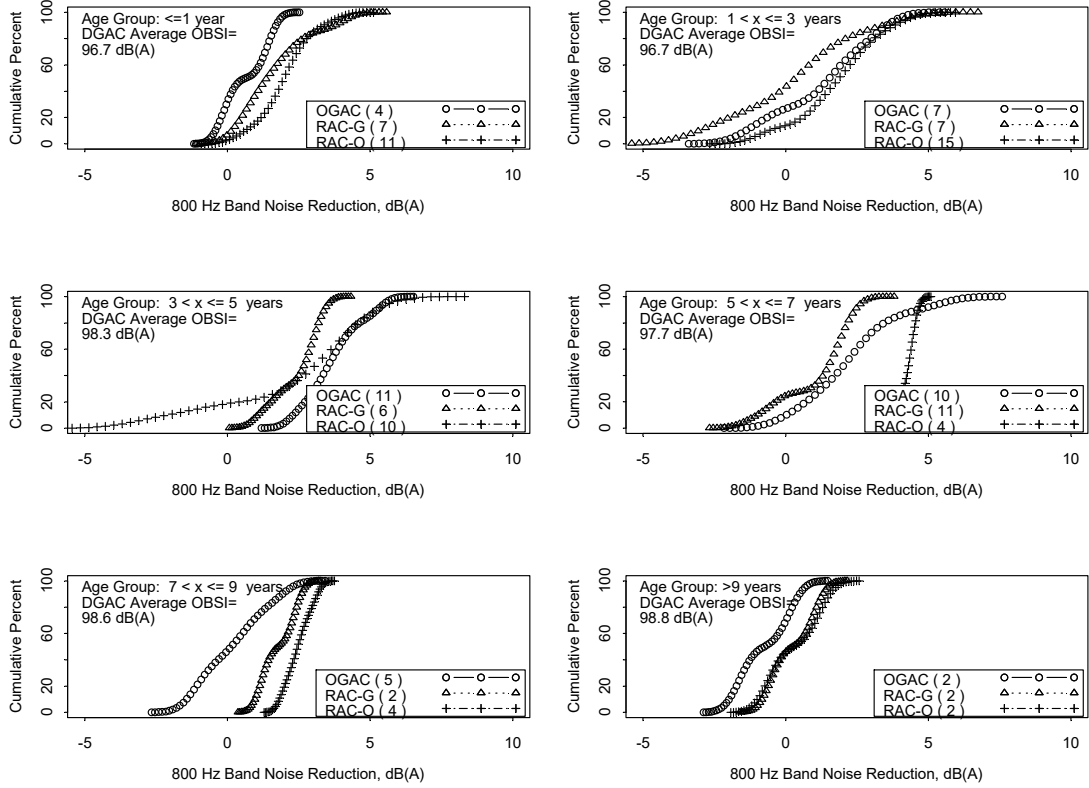 Age Group: <=1 year
DGAC Average OBSI=
96.7 dB(A)
Cumulative Percent
0 20 60 100
OGAC ( 4 )
RAC-G ( 7 )
RAC-O ( 11 )
-5 0 5 10
800 Hz Band Noise Reduction, dB(A)
Age Group: 1 < x <= 3 years
DGAC Average OBSI=
96.7 dB(A)
Cumulative Percent
0 20 60 100
OGAC ( 7 )
RAC-G ( 7 )
RAC-O ( 15 )
-5 0 5 10
800 Hz Band Noise Reduction, dB(A)
Age Group: 3 < x <= 5 years
DGAC Average OBSI=
98.3 dB(A)
Cumulative Percent
0 20 60 100
OGAC ( 11 )
RAC-G ( 6 )
RAC-O ( 10 )
-5 0 5 10
800 Hz Band Noise Reduction, dB(A)
Age Group: 5 < x <= 7 years
DGAC Average OBSI=
97.7 dB(A)
Cumulative Percent
0 20 60 100
OGAC ( 10 )
RAC-G ( 11 )
RAC-O ( 4 )
-5 0 5 10
800 Hz Band Noise Reduction, dB(A)
Age Group: 7 < x <= 9 years
DGAC Average OBSI=
98.6 dB(A)
Cumulative Percent
0 20 60 100
OGAC ( 5 )
RAC-G ( 2 )
RAC-O ( 4 )
-5 0 5 10
800 Hz Band Noise Reduction, dB(A)
Age Group: >9 years
DGAC Average OBSI=
98.8 dB(A)
Cumulative Percent
0 20 60 100
OGAC ( 2 )
RAC-G ( 2 )
RAC-O ( 2 )
-5 0 5 10
800 Hz Band Noise Reduction, dB(A)